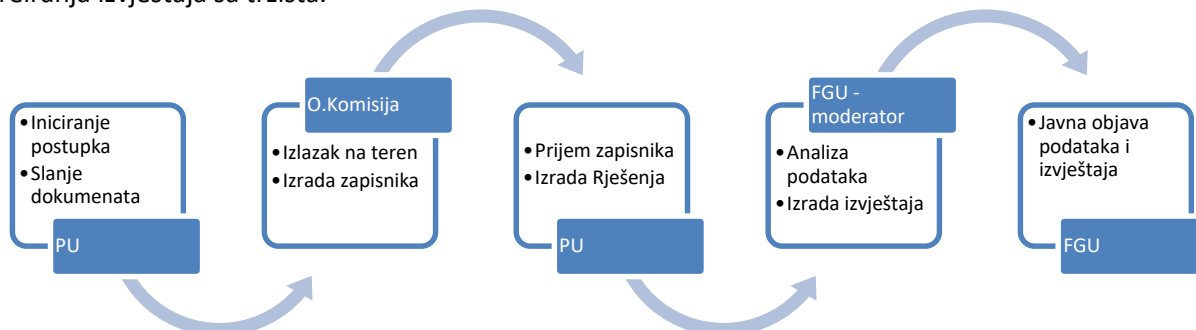 O.Komisija
FGU -
moderator
• Iniciranje
postupka
• Slanje
dokumenata
PU
• Izlazak na teren
• Izrada zapisnika
• Prijem zapisnika
• Izrada Rješenja
PU
• Analiza
podataka
• Izrada izvještaja
• Javna objava
podataka i
izvještaja
FGU